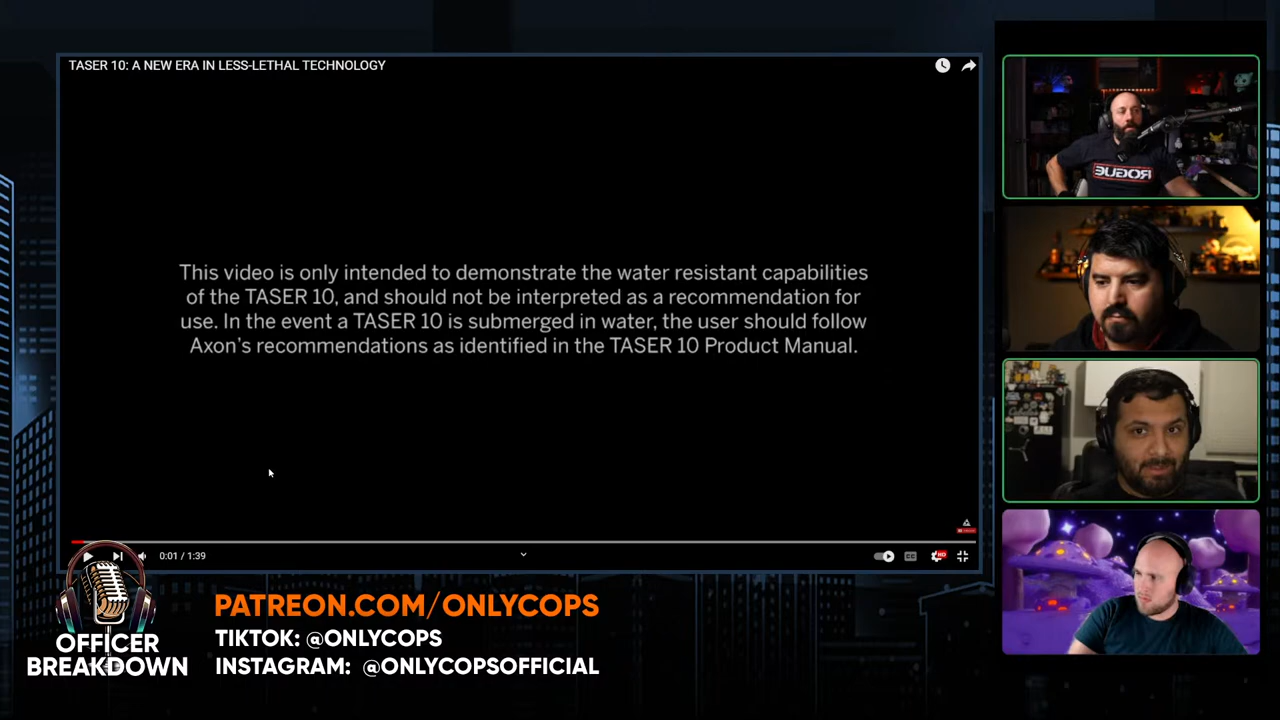 TASER 10: A NEW ERA IN LESS-LETHAL TECHNOLOGY
This video is only intended to demonstrate the water resistant capabilities
of the TASER 10, and should not be interpreted as a recommendation for
use. In the event a TASER 10 is submerged in water, the user should follow
Axon's recommendations as identified in the TASER 10 Product Manual.
0:01 / 1:39
CC
HD
ROGUE
OFFICER
BREAKDOWN
PATREON.COM/ONLYCOPS
TIKTOK: @ONLYCOPS
INSTAGRAM: @ONLYCOPSOFFICIAL